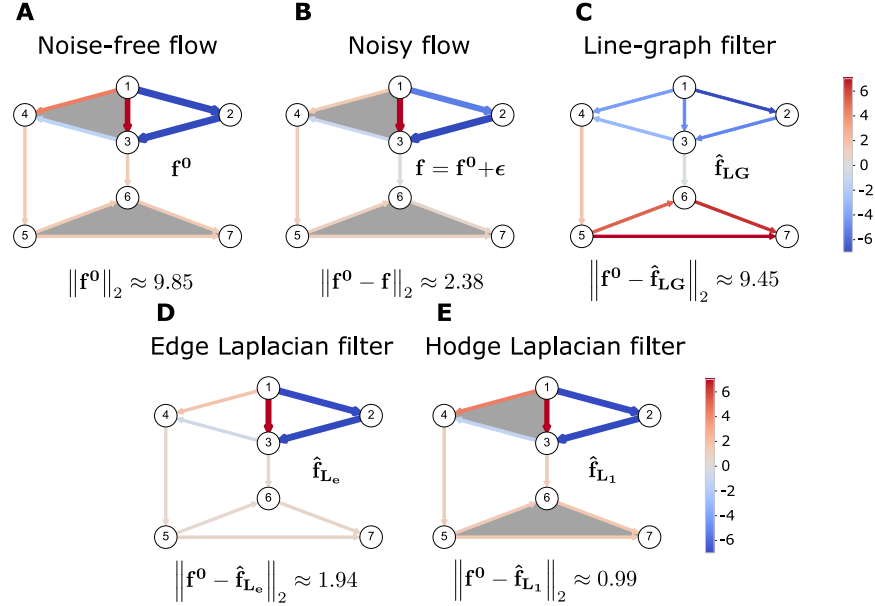 A
Noise-free flow
1
2
3
4
5
6
7
f⁰
‖f⁰‖₂ ≈ 9.85
B
Noisy flow
1
2
3
4
5
6
7
f = f⁰+ϵ
‖f⁰ − f‖₂ ≈ 2.38
C
Line-graph filter
1
2
3
4
5
6
7
f̂_LG
‖f⁰ − f̂_LG‖₂ ≈ 9.45
6
4
2
0
-2
-4
-6
D
Edge Laplacian filter
1
2
3
4
5
6
7
f̂_Lₑ
‖f⁰ − f̂_Lₑ‖₂ ≈ 1.94
E
Hodge Laplacian filter
1
2
3
4
5
6
7
f̂_L₁
‖f⁰ − f̂_L₁‖₂ ≈ 0.99
6
4
2
0
-2
-4
-6